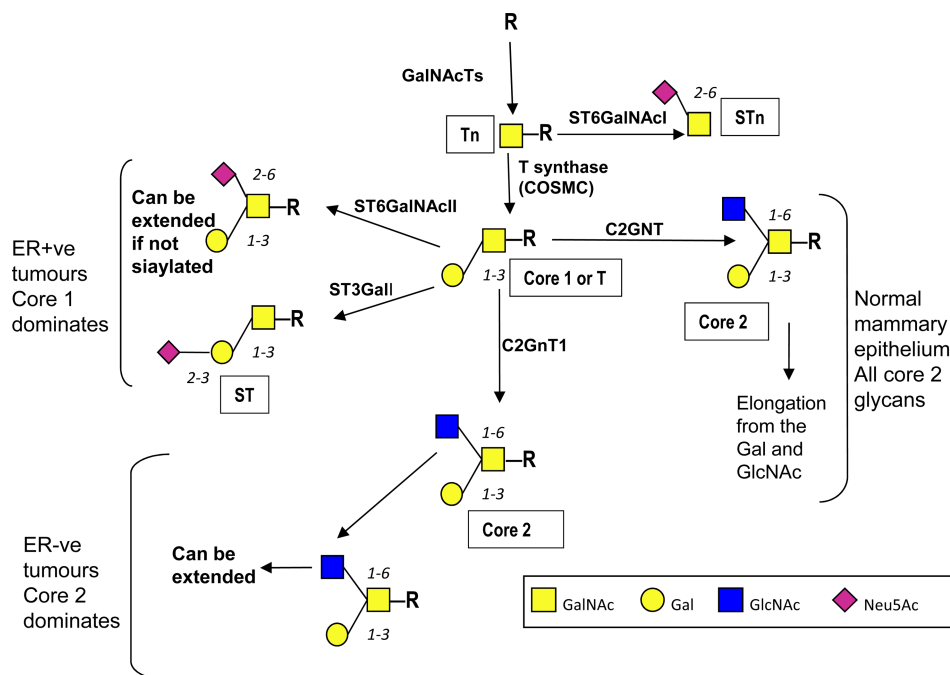 R
GalNAcTs
2-6
STn
Tn
R
ST6GalNAcI
T synthase
(COSMC)
2-6
Can be
extended
if not
siaylated
R
1-3
ST6GalNAcII
ER+ve
tumours
Core 1
dominates
R
1-3
Core 1 or T
C2GNT
1-6
R
1-3
Core 2
ST3GalI
R
1-3
2-3
ST
C2GnT1
Normal
mammary
epithelium
All core 2
glycans
Elongation
from the
Gal and
GlcNAc
1-6
R
1-3
Core 2
ER-ve
tumours
Core 2
dominates
Can be
extended
1-6
R
1-3
GalNAc
Gal
GlcNAc
Neu5Ac